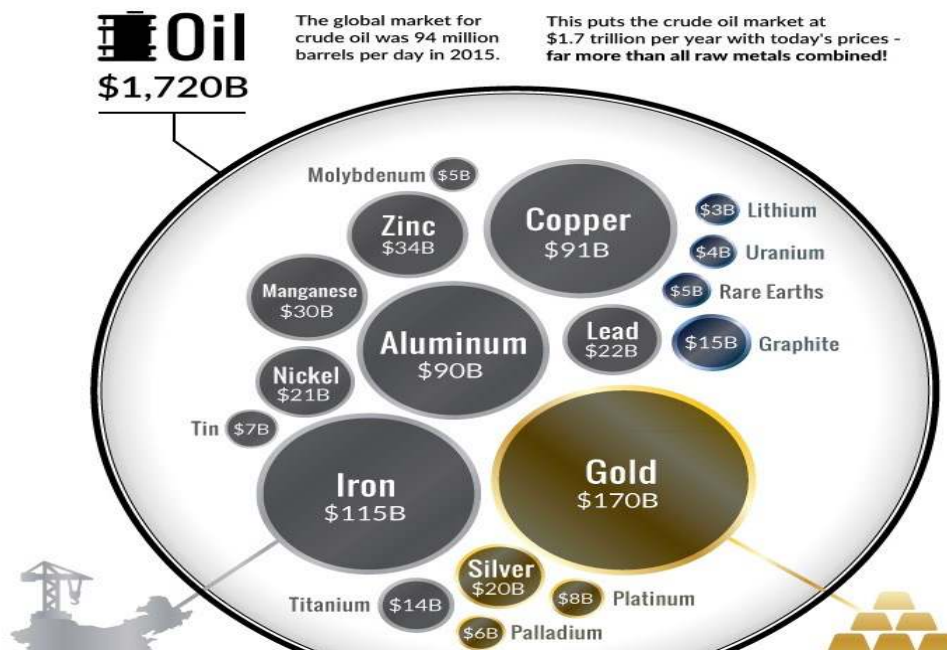 Oil
$1,720B
The global market for
crude oil was 94 million
barrels per day in 2015.
This puts the crude oil market at
$1.7 trillion per year with today's prices -
far more than all raw metals combined!
Molybdenum $5B
Zinc
$34B
Copper
$91B
$3B Lithium
$4B Uranium
$5B Rare Earths
Manganese
$30B
Aluminum
$90B
Lead
$22B
$15B Graphite
Nickel
$21B
Tin $7B
Iron
$115B
Gold
$170B
Silver
$20B
Titanium $14B
$8B Platinum
$6B Palladium